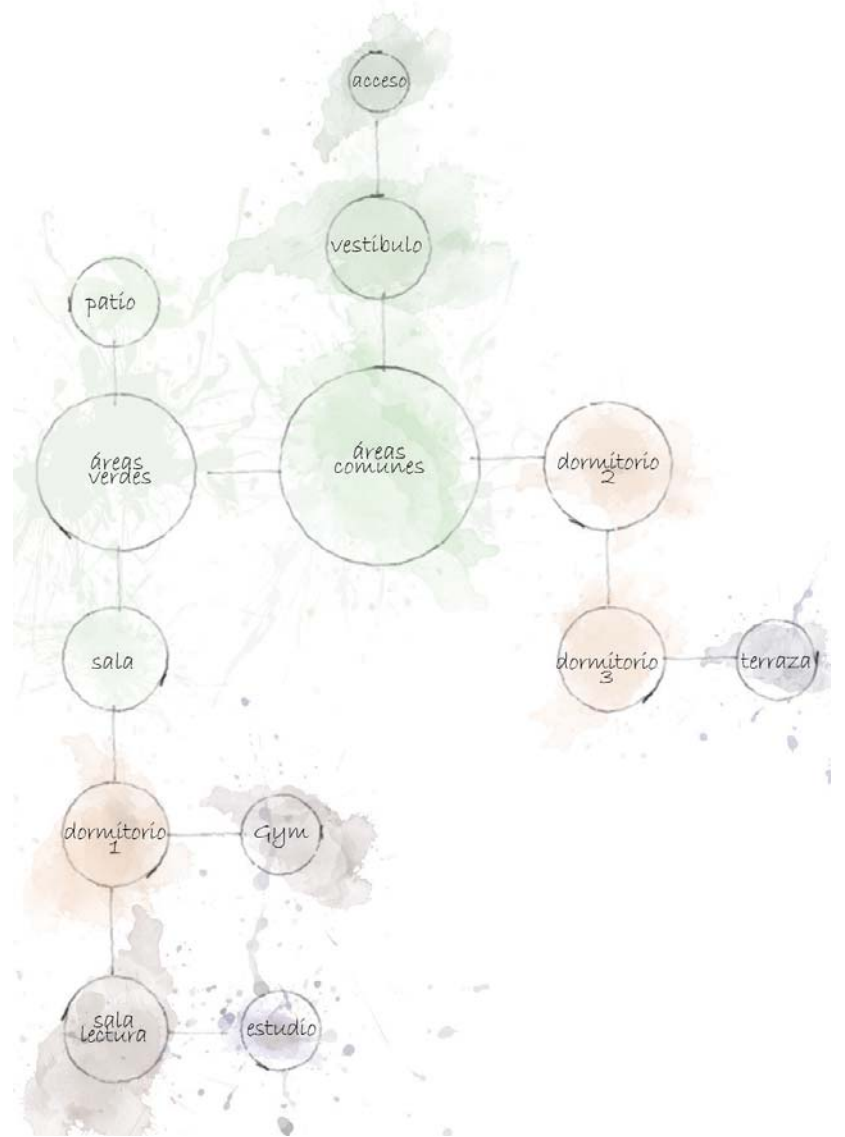 acceso
vestíbulo
patio
áreas
verdes
áreas
comunes
dormitorio
2
sala
dormitorio
3
terraza
dormitorio
1
Gym
sala
lectura
estudio